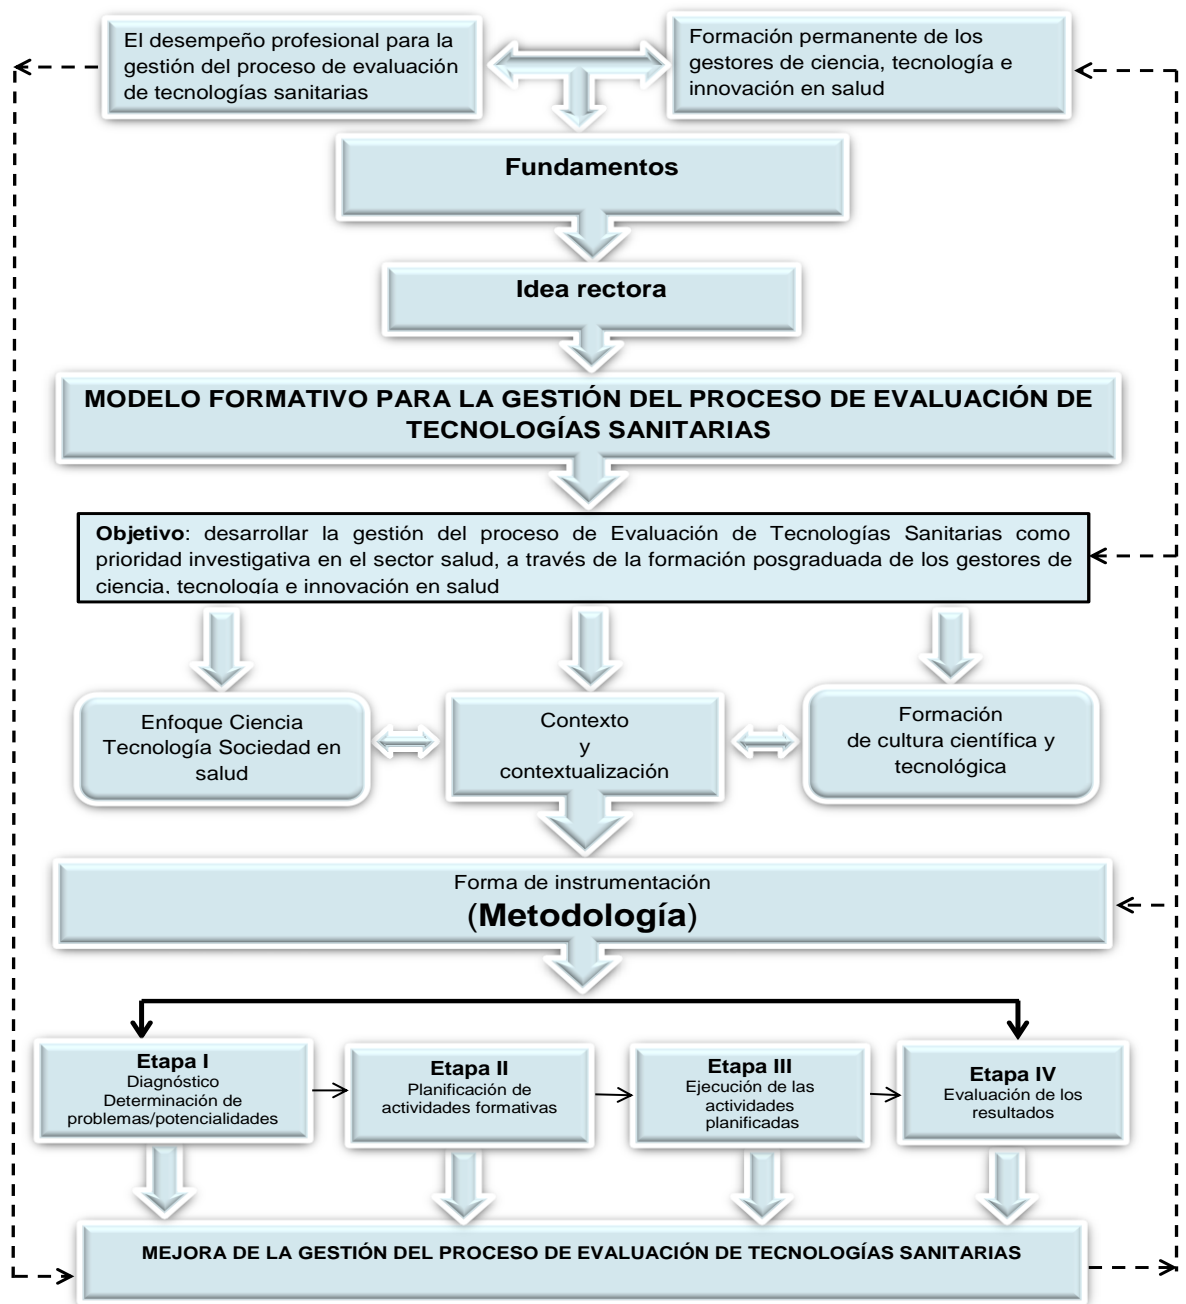 El desempeño profesional para la
gestión del proceso de evaluación
de tecnologías sanitarias
Formación permanente de los
gestores de ciencia, tecnología e
innovación en salud
Fundamentos
Idea rectora
MODELO FORMATIVO PARA LA GESTIÓN DEL PROCESO DE EVALUACIÓN DE
TECNOLOGÍAS SANITARIAS
Objetivo: desarrollar la gestión del proceso de Evaluación de Tecnologías Sanitarias como
prioridad investigativa en el sector salud, a través de la formación posgraduada de los gestores de
ciencia, tecnología e innovación en salud
Enfoque Ciencia
Tecnología Sociedad en
salud
Contexto
y
contextualización
Formación
de cultura científica y
tecnológica
Forma de instrumentación
(Metodología)
Etapa I
Diagnóstico
Determinación de
problemas/potencialidades
Etapa II
Planificación de
actividades formativas
Etapa III
Ejecución de las
actividades
planificadas
Etapa IV
Evaluación de los
resultados
MEJORA DE LA GESTIÓN DEL PROCESO DE EVALUACIÓN DE TECNOLOGÍAS SANITARIAS